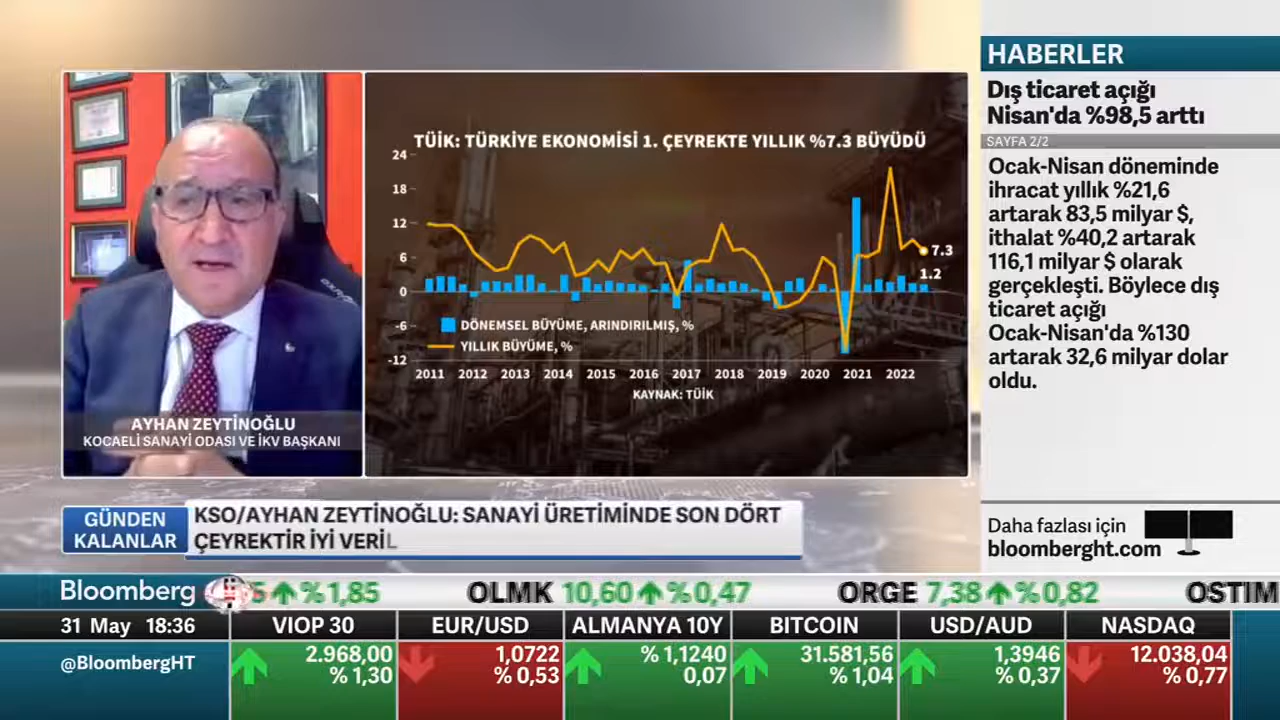 TÜİK: TÜRKİYE EKONOMİSİ 1. ÇEYREKTE YILLIK %7.3 BÜYÜDÜ
24
18
12
6
0
-6
-12
7.3
1.2
DÖNEMSEL BÜYÜME, ARINDIRILMIŞ, %
YILLIK BÜYÜME, %
2011 2012 2013 2014 2015 2016 2017 2018 2019 2020 2021 2022
KAYNAK: TÜİK
AYHAN ZEYTİNOĞLU
KOCAELİ SANAYİ ODASI VE İKV BAŞKANI
HABERLER
Dış ticaret açığı
Nisan'da %98,5 arttı
SAYFA 2/2
Ocak-Nisan döneminde
ihracat yıllık %21,6
artarak 83,5 milyar $,
ithalat %40,2 artarak
116,1 milyar $ olarak
gerçekleşti. Böylece dış
ticaret açığı
Ocak-Nisan'da %130
artarak 32,6 milyar dolar
oldu.
Daha fazlası için
bloomberght.com
GÜNDEN
KALANLAR
KSO/AYHAN ZEYTİNOĞLU: SANAYİ ÜRETİMİNDE SON DÖRT
ÇEYREKTİR İYİ VERİL
Bloomberg HT 5 %1,85 OLMK 10,60 %0,47 ORGE 7,38 %0,82 OSTIM
31 May 18:36
@BloombergHT
VIOP 30
2.968,00
% 1,30
EUR/USD
1,0722
% 0,53
ALMANYA 10Y
% 1,1240
0,07
BITCOIN
31.581,56
% 1,04
USD/AUD
1,3946
% 0,37
NASDAQ
12.038,04
% 0,77